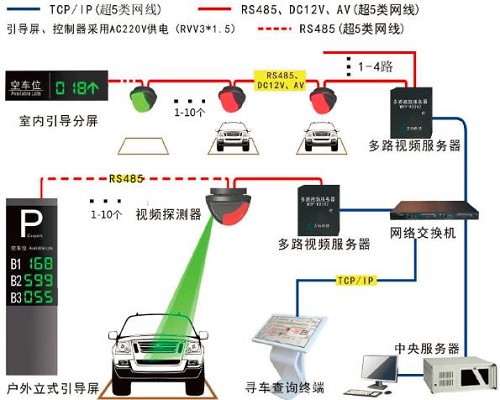 TCP/IP(超5类网线)
RS485、DC12V、AV(超5类网线)
引导屏、控制器采用AC220V供电（RVV3*1.5）
RS485(超5类网线)
1-4路
空车位
Available Lots
018↑
RS485、
DC12V、AV
1-10个
室内引导分屏
多路视频服务器
RS485
P
Carpark
空车位
B1 168
B2 599
B3 055
1-10个
视频探测器
多路视频服务器
网络交换机
TCP/IP
中央服务器
户外立式引导屏
寻车查询终端